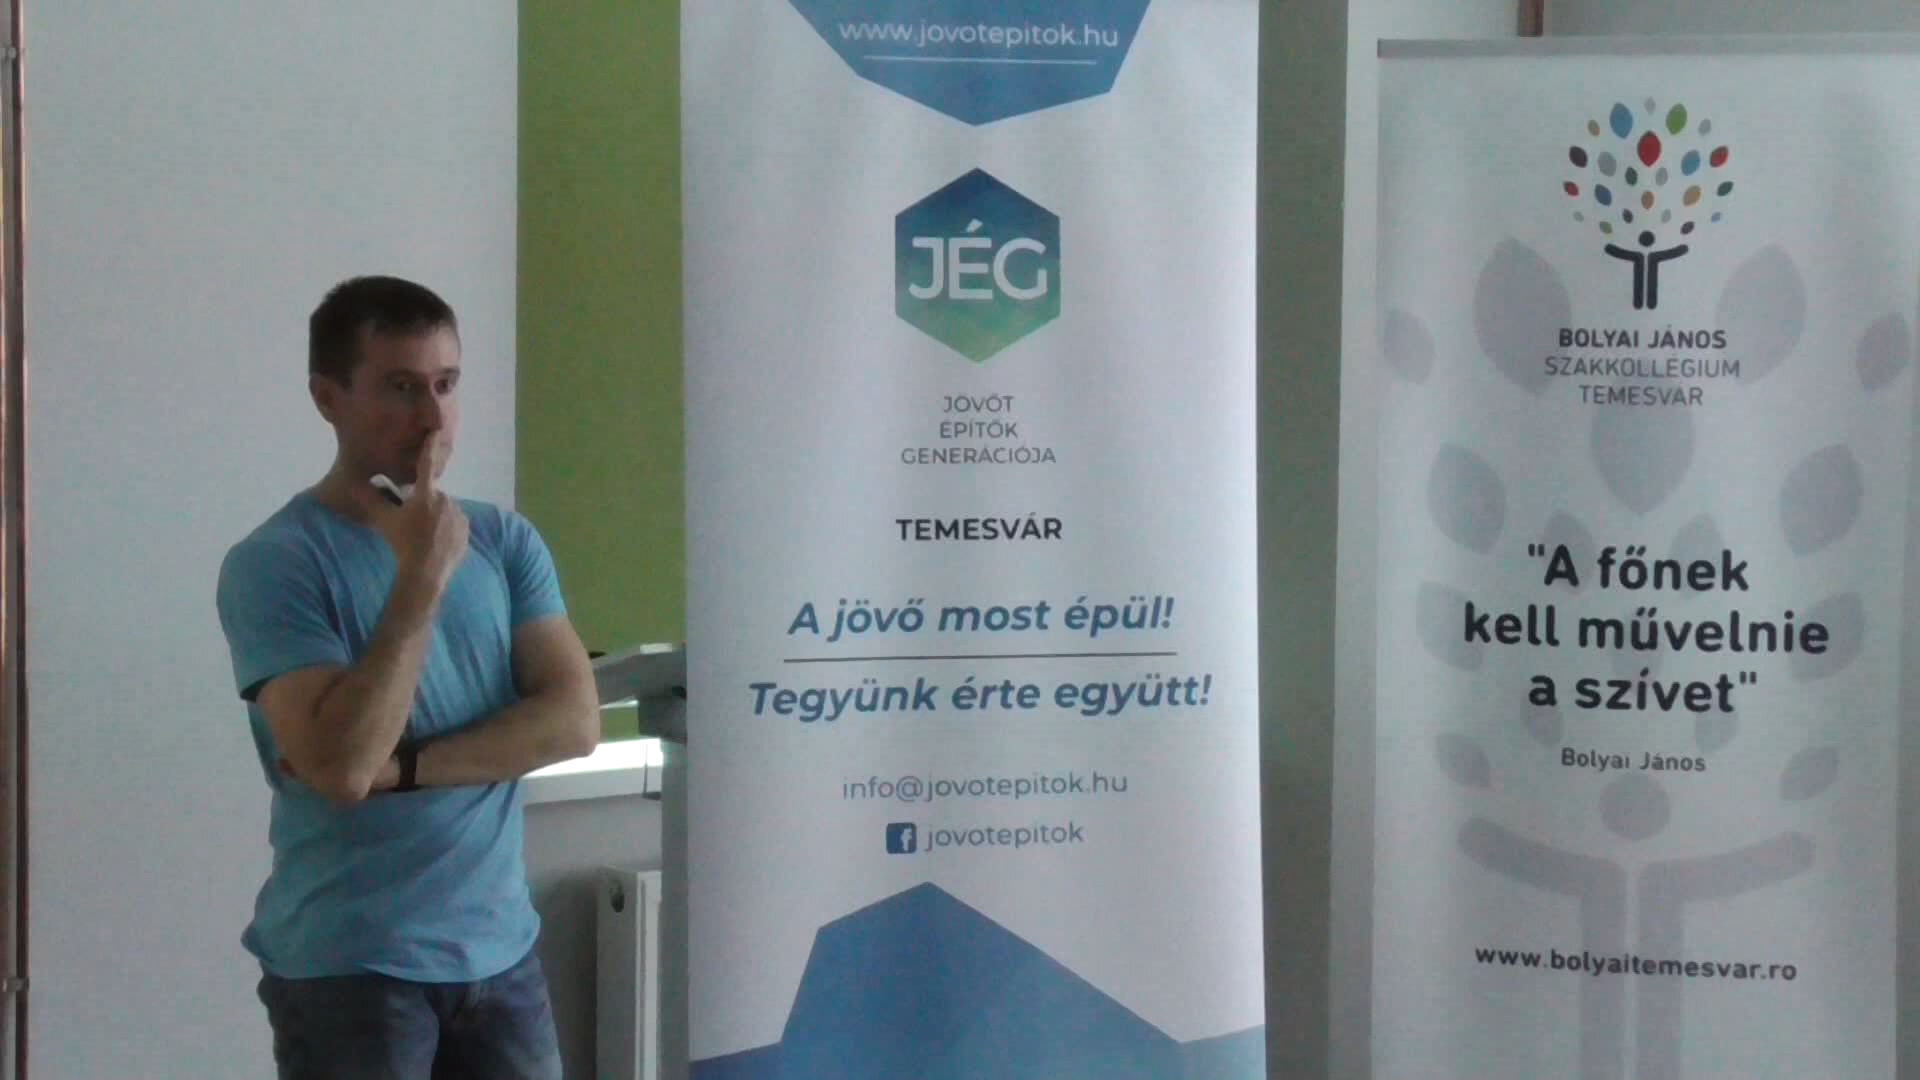 www.jovotepitok.hu
JÉG
JÖVŐT
ÉPÍTŐK
GENERÁCIÓJA
TEMESVÁR
A jövő most épül!
Tegyünk érte együtt!
info@jovotepitok.hu
f jovotepitok
BOLYAI JÁNOS
SZAKKOLLÉGIUM
TEMESVÁR
"A főnek
kell művelnie
a szívet"
Bolyai János
www.bolyaitemesvar.ro